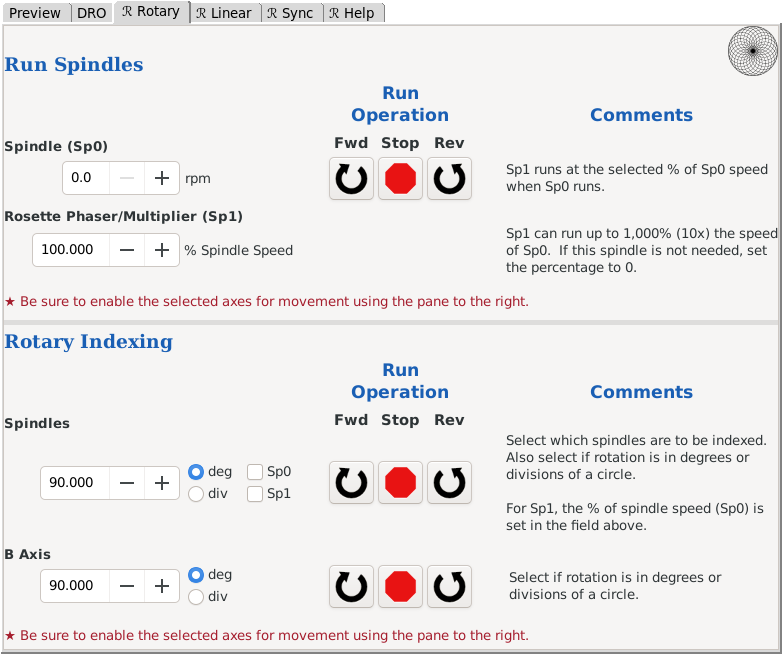 Preview DRO ℛ Rotary ℛ Linear ℛ Sync ℛ Help
Run Spindles
Run
Operation
Comments
Fwd Stop Rev
Spindle (Sp0)
0.0 rpm
Sp1 runs at the selected % of Sp0 speed
when Sp0 runs.
Rosette Phaser/Multiplier (Sp1)
100.000 % Spindle Speed
Sp1 can run up to 1,000% (10x) the speed
of Sp0. If this spindle is not needed, set
the percentage to 0.
★ Be sure to enable the selected axes for movement using the pane to the right.
Rotary Indexing
Run
Operation
Comments
Fwd Stop Rev
Spindles
90.000
deg Sp0
div Sp1
Select which spindles are to be indexed.
Also select if rotation is in degrees or
divisions of a circle.
For Sp1, the % of spindle speed (Sp0) is
set in the field above.
B Axis
90.000
deg
div
Select if rotation is in degrees or
divisions of a circle.
★ Be sure to enable the selected axes for movement using the pane to the right.